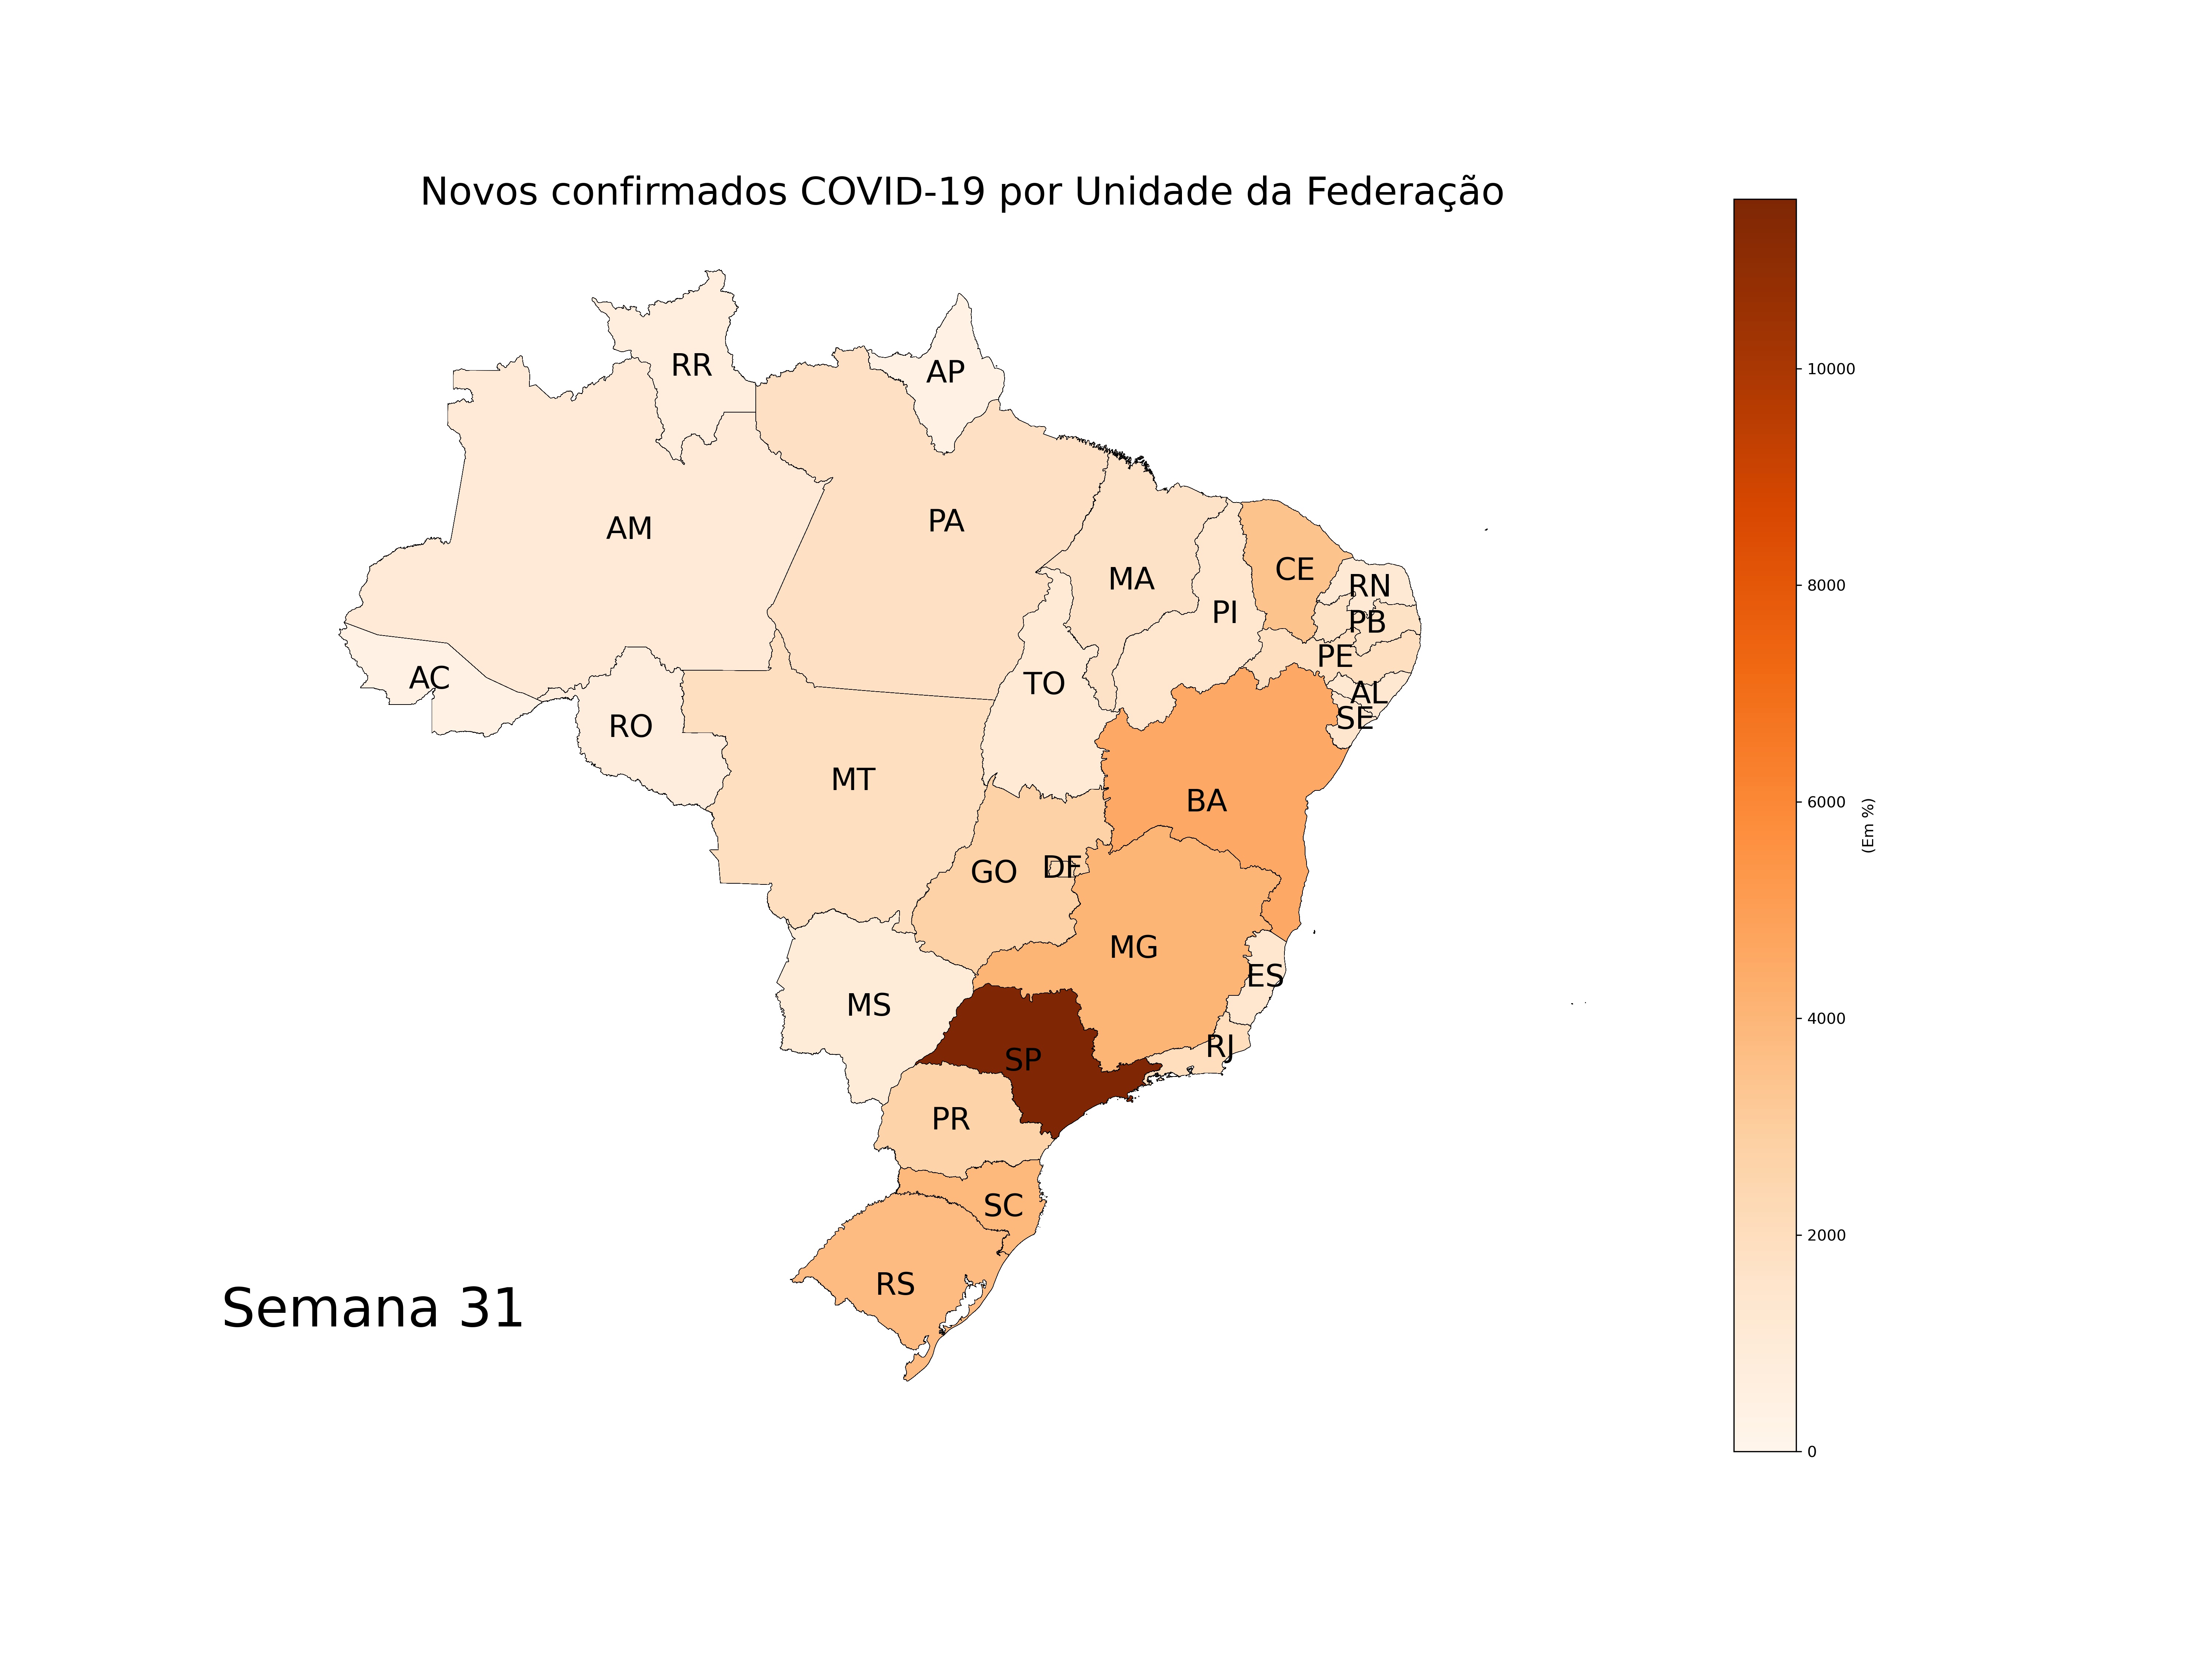 Novos confirmados COVID-19 por Unidade da Federação
RR
AP
AM
PA
MA
CE
RN
PI
PB
PE
AC
TO
AL
RO
SE
MT
BA
GO
DF
MG
ES
MS
RJ
SP
PR
SC
RS
Semana 31
10000
8000
6000
4000
2000
0
(Em %)